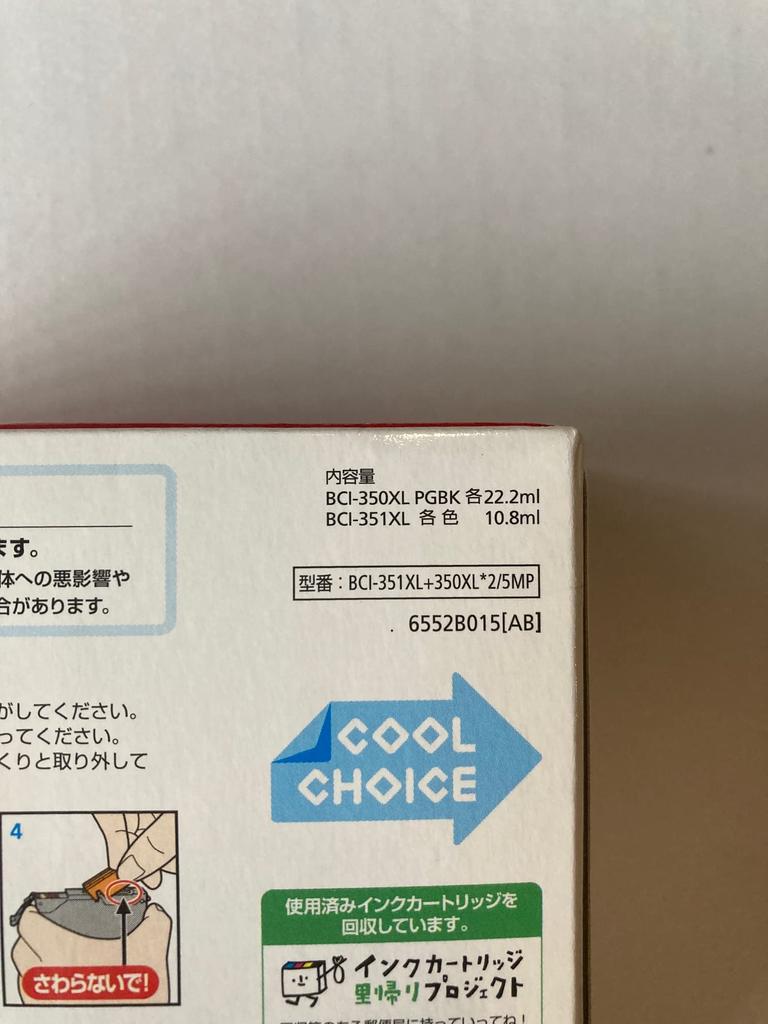 内容量
BCI-350XL PGBK 各22.2ml
BCI-351XL 各色 10.8ml
型番：BCI-351XL+350XL*2/5MP
6552B015[AB]
ます。
体への悪影響や
合があります。
がしてください。
ってください。
くりと取り外して
COOL
CHOICE
4
さわらないで!
使用済みインクカートリッジを
回収しています。
インクカートリッジ
里帰りプロジェクト